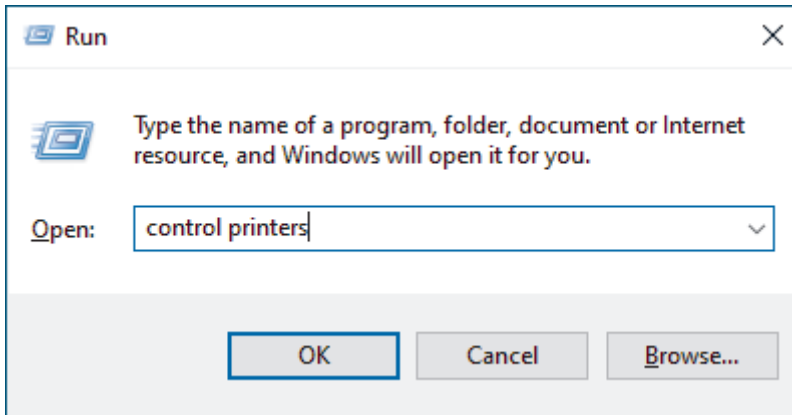 Run
Type the name of a program, folder, document or Internet
resource, and Windows will open it for you.
Open: control printers
OK Cancel Browse...